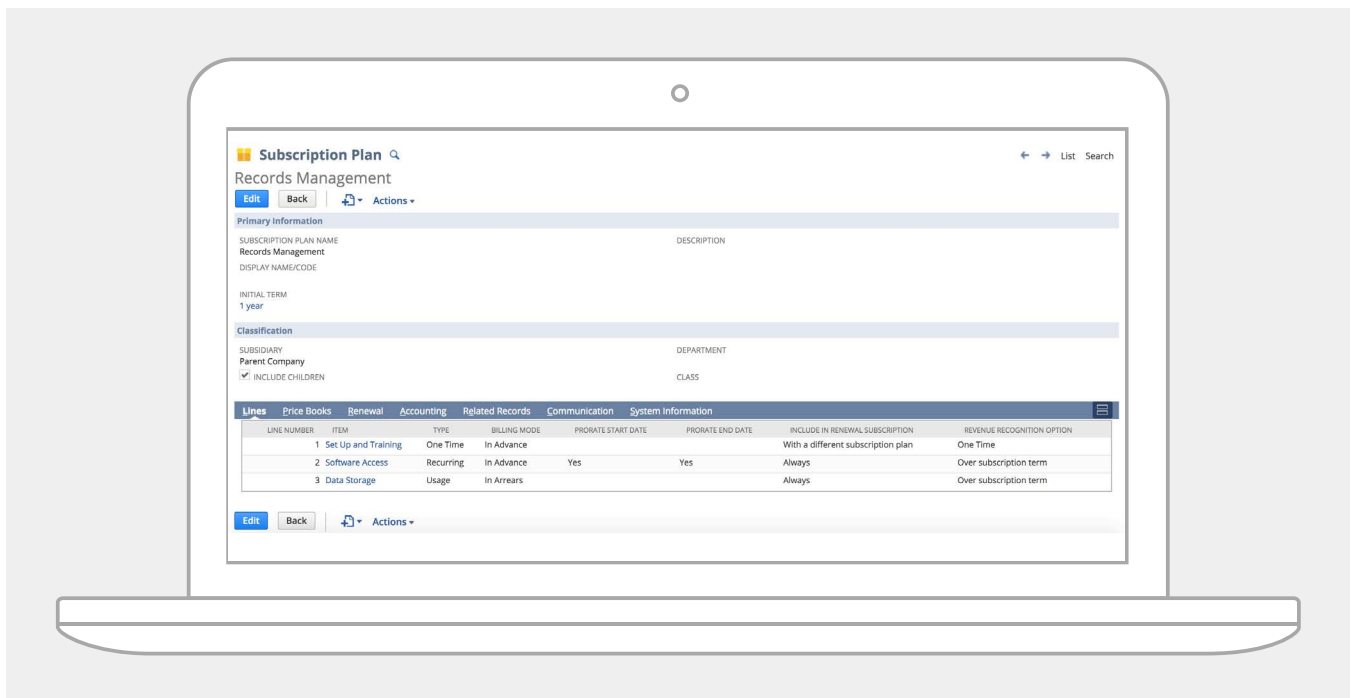 Subscription Plan
List Search
Records Management
Edit Back Actions
Primary Information
SUBSCRIPTION PLAN NAME DESCRIPTION
Records Management
DISPLAY NAME/CODE
INITIAL TERM
1 year
Classification
SUBSIDIARY DEPARTMENT
Parent Company
INCLUDE CHILDREN CLASS
Lines Price Books Renewal Accounting Related Records Communication System Information
LINE NUMBER ITEM TYPE BILLING MODE PRORATE START DATE PRORATE END DATE INCLUDE IN RENEWAL SUBSCRIPTION REVENUE RECOGNITION OPTION
1 Set Up and Training One Time In Advance With a different subscription plan One Time
2 Software Access Recurring In Advance Yes Yes Always Over subscription term
3 Data Storage Usage In Arrears Always Over subscription term
Edit Back Actions